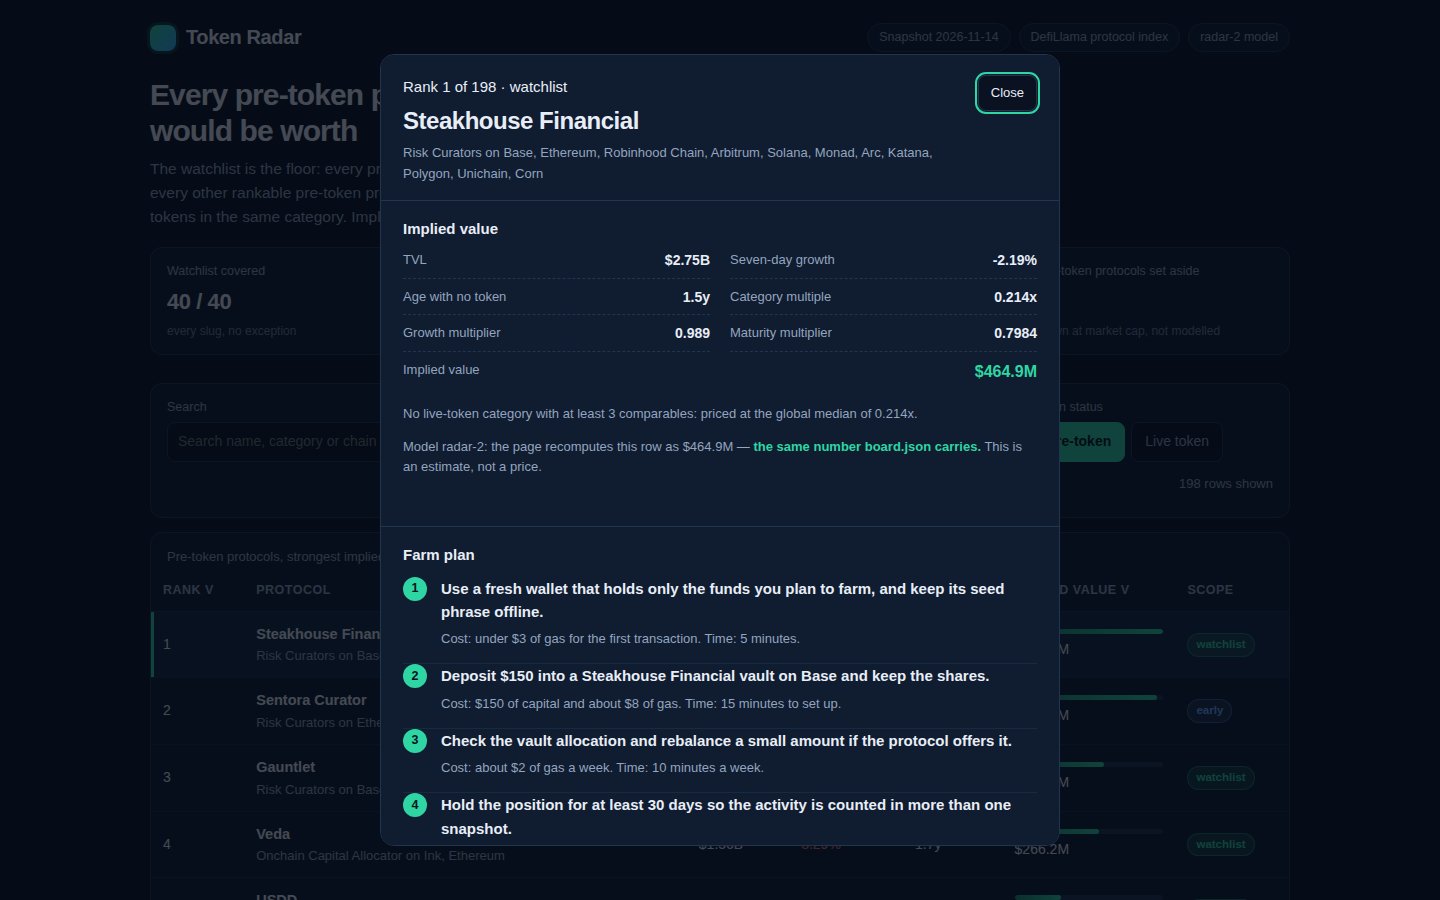 Token Radar
Snapshot 2026-11-14
DefiLlama protocol index
radar-2 model
Every pre-token
would be worth
The watchlist is the floor: every
every other rankable pre-token
tokens in the same category.
Watchlist covered
40 / 40
every slug, no exception
token protocols set aside
at market cap, not modelled
Search
Search name, category or chain
status
Live token
198 rows shown
Pre-token protocols, strongest
RANK V
PROTOCOL
VALUE V
SCOPE
1
Steakhouse
Risk Curators on
watchlist
2
Sentora Curator
Risk Curators on
early
3
Gauntlet
Risk Curators on
watchlist
4
Veda
Onchain Capital Allocator on Ink, Ethereum
$266.2M
watchlist
Rank 1 of 198 · watchlist
Close
Steakhouse Financial
Risk Curators on Base, Ethereum, Robinhood Chain, Arbitrum, Solana, Monad, Arc, Katana,
Polygon, Unichain, Corn
Implied value
TVL $2.75B
Seven-day growth -2.19%
Age with no token 1.5y
Category multiple 0.214x
Growth multiplier 0.989
Maturity multiplier 0.7984
Implied value $464.9M
No live-token category with at least 3 comparables: priced at the global median of 0.214x.
Model radar-2: the page recomputes this row as $464.9M — the same number board.json carries. This is
an estimate, not a price.
Farm plan
1 Use a fresh wallet that holds only the funds you plan to farm, and keep its seed
phrase offline.
Cost: under $3 of gas for the first transaction. Time: 5 minutes.
2 Deposit $150 into a Steakhouse Financial vault on Base and keep the shares.
Cost: $150 of capital and about $8 of gas. Time: 15 minutes to set up.
3 Check the vault allocation and rebalance a small amount if the protocol offers it.
Cost: about $2 of gas a week. Time: 10 minutes a week.
4 Hold the position for at least 30 days so the activity is counted in more than one
snapshot.